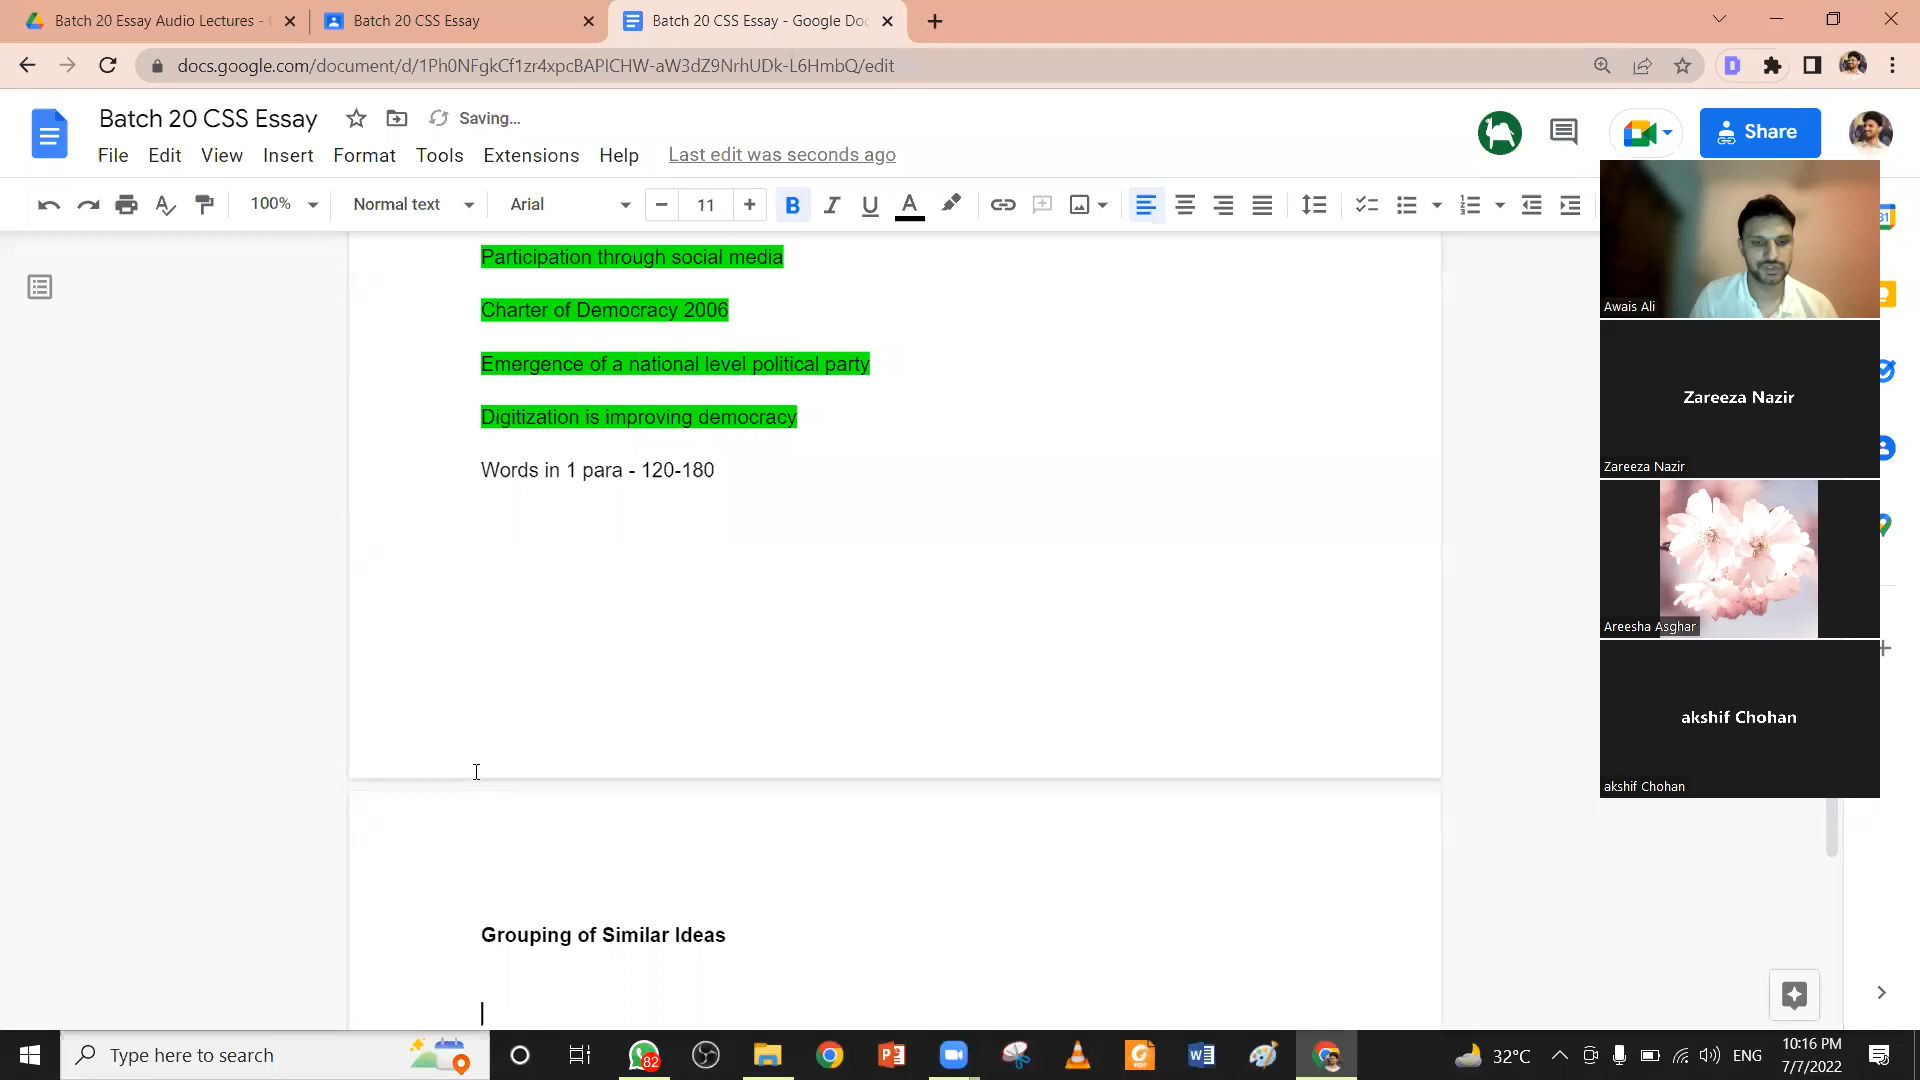 Batch 20 Essay Audio Lectures -
Batch 20 CSS Essay
Batch 20 CSS Essay - Google Doc
docs.google.com/document/d/1Ph0NFgkCf1zr4xpcBAPICHW-aW3dZ9NrhUDk-L6HmbQ/edit
Batch 20 CSS Essay
Saving...
Share
File Edit View Insert Format Tools Extensions Help Last edit was seconds ago
100% Normal text Arial 11 B I U A
Participation through social media
Charter of Democracy 2006
Emergence of a national level political party
Digitization is improving democracy
Words in 1 para - 120-180
Grouping of Similar Ideas
Awais Ali
Zareeza Nazir
Zareeza Nazir
Areesha Asghar
akshif Chohan
akshif Chohan
31
Type here to search
82
32°C
ENG
10:16 PM
7/7/2022